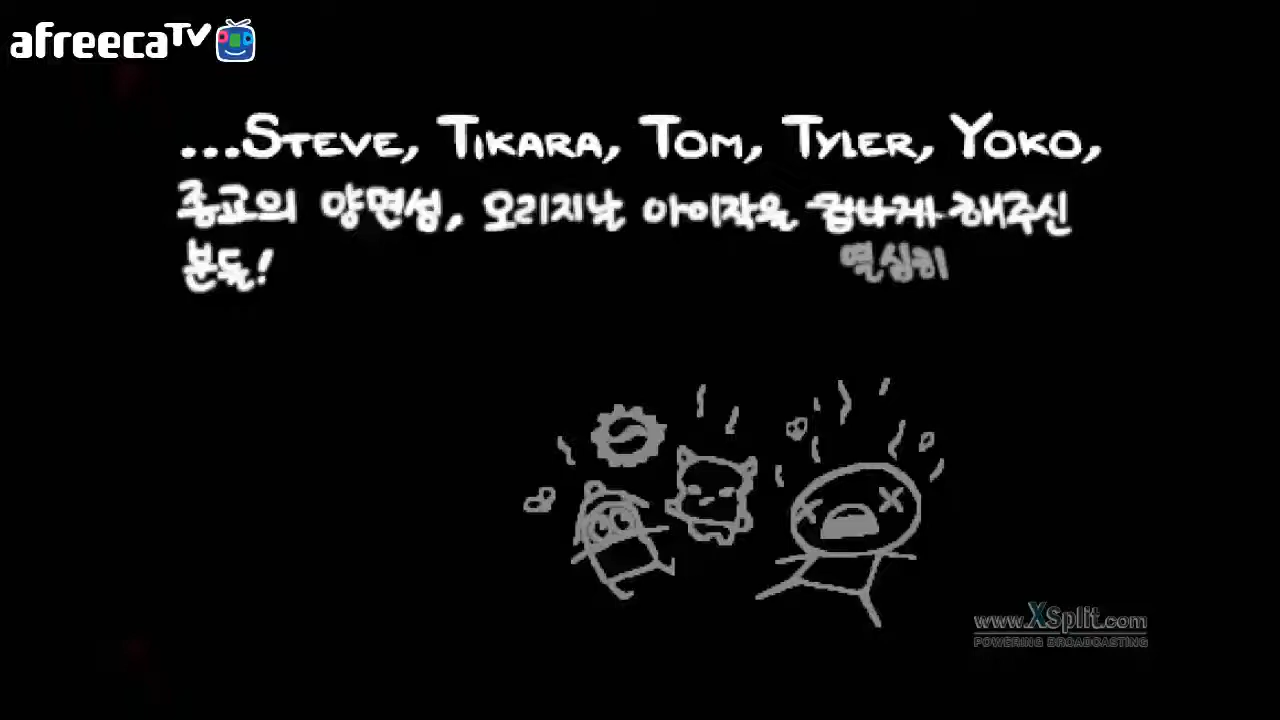 afreecaTV
...STEVE, TIKARA, TOM, TYLER, YOKO,
종교의 양면성, 오리지날 아이작을 겁나게 해주신
열심히
분들!
www.XSplit.com
POWERING BROADCASTING